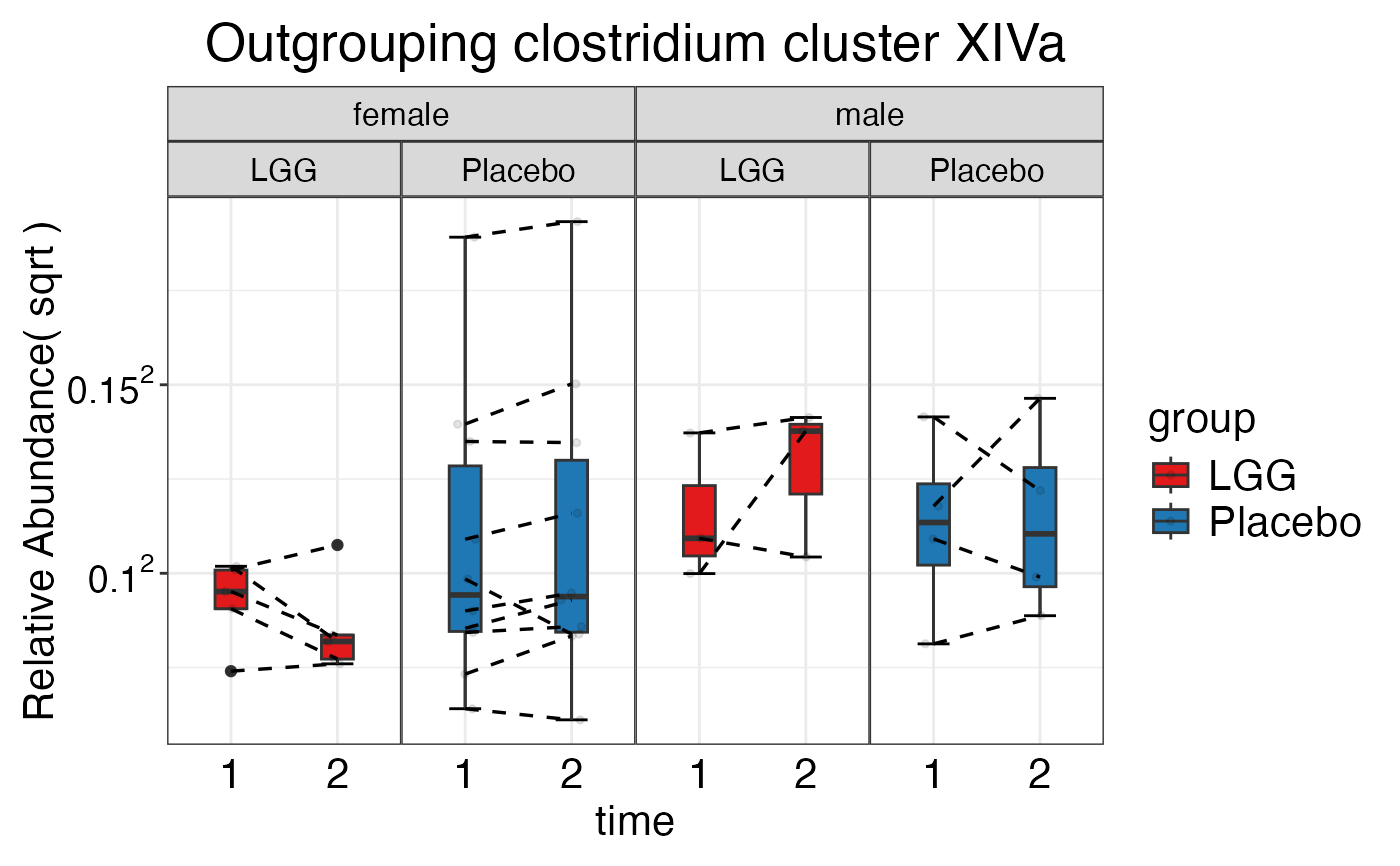 Outgrouping clostridium cluster XIVa
female male
LGG Placebo LGG Placebo
Relative Abundance( sqrt )
0.15²
0.1²
1 2 1 2 1 2 1 2
time
group
LGG
Placebo